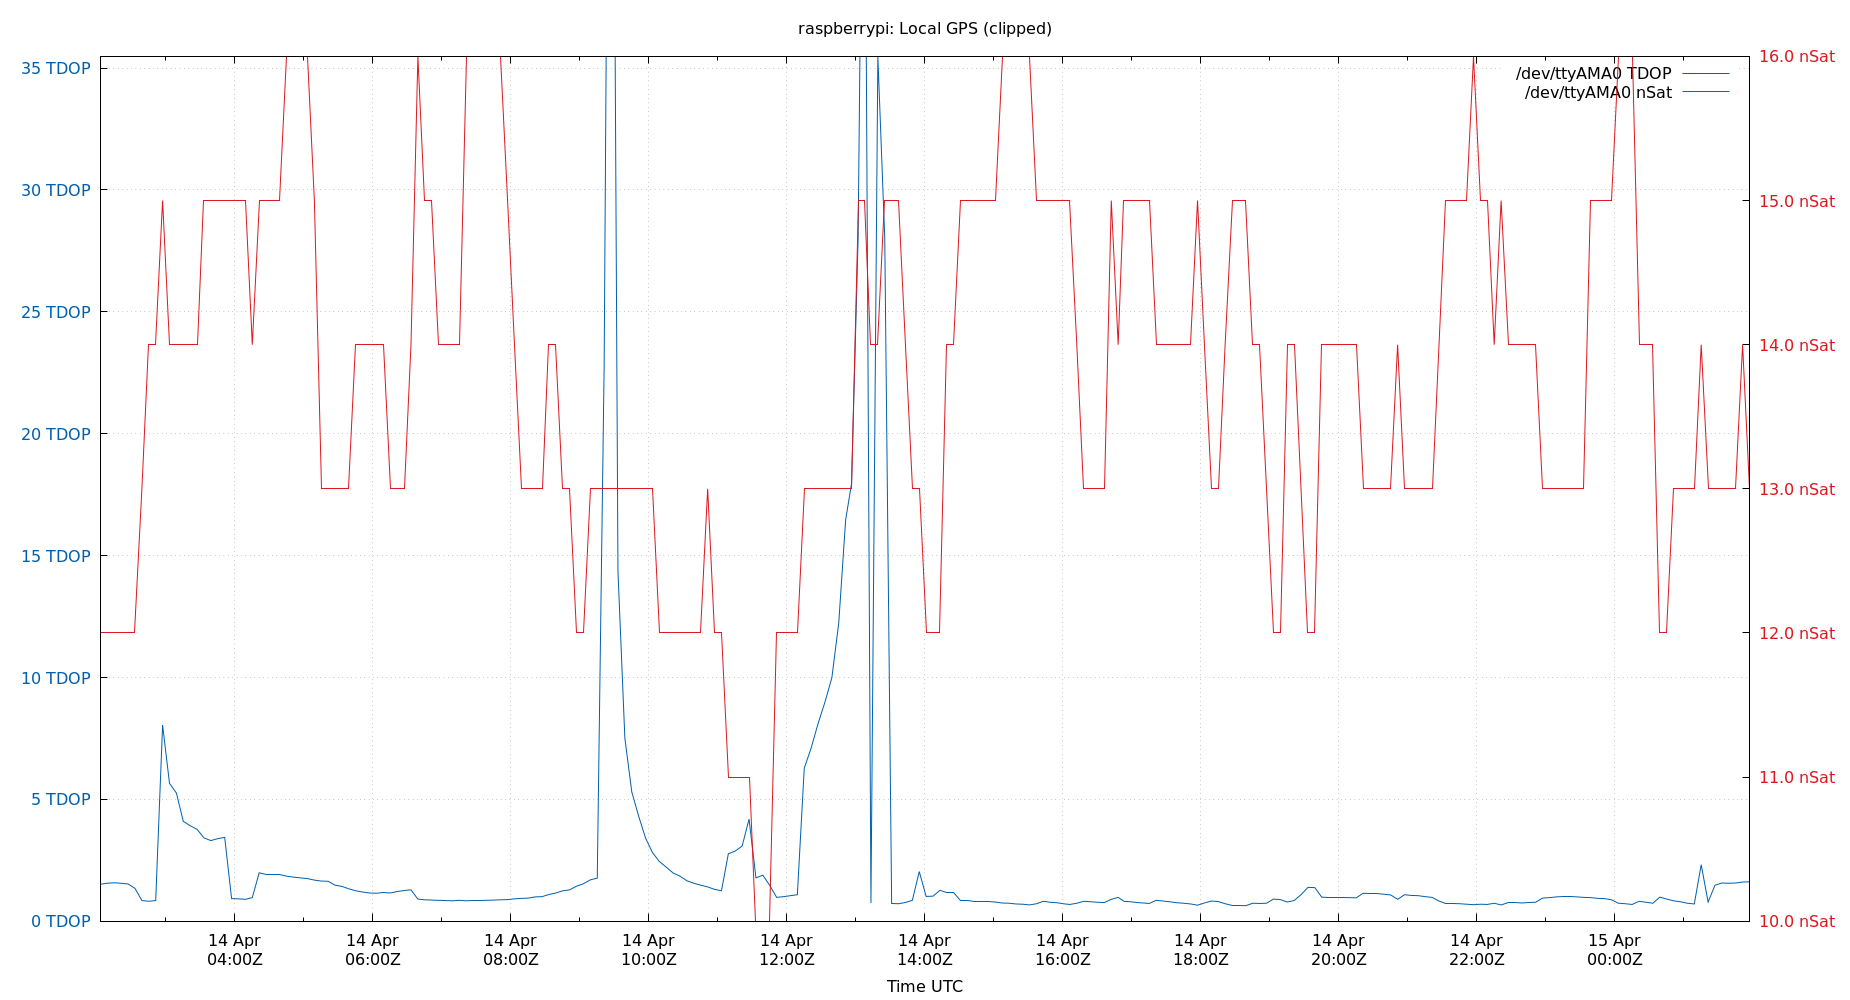 raspberrypi: Local GPS (clipped)
35 TDOP
30 TDOP
25 TDOP
20 TDOP
15 TDOP
10 TDOP
5 TDOP
0 TDOP
/dev/ttyAMA0 TDOP
/dev/ttyAMA0 nSat
16.0 nSat
15.0 nSat
14.0 nSat
13.0 nSat
12.0 nSat
11.0 nSat
10.0 nSat
14 Apr
04:00Z
14 Apr
06:00Z
14 Apr
08:00Z
14 Apr
10:00Z
14 Apr
12:00Z
14 Apr
14:00Z
14 Apr
16:00Z
14 Apr
18:00Z
14 Apr
20:00Z
14 Apr
22:00Z
15 Apr
00:00Z
Time UTC